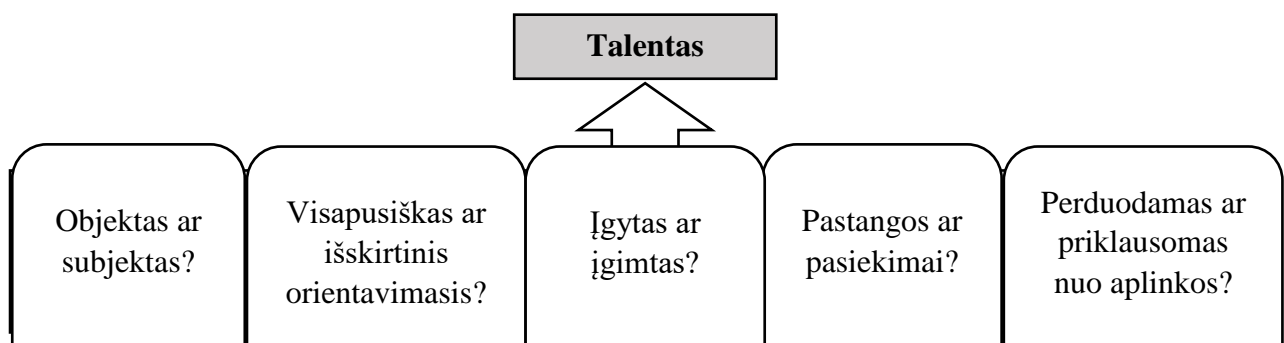 Talentas
Objektas ar
subjektas?
Visapusiškas ar
išskirtinis
orientavimasis?
Įgytas ar
įgimtas?
Pastangos ar
pasiekimai?
Perduodamas ar
priklausomas
nuo aplinkos?